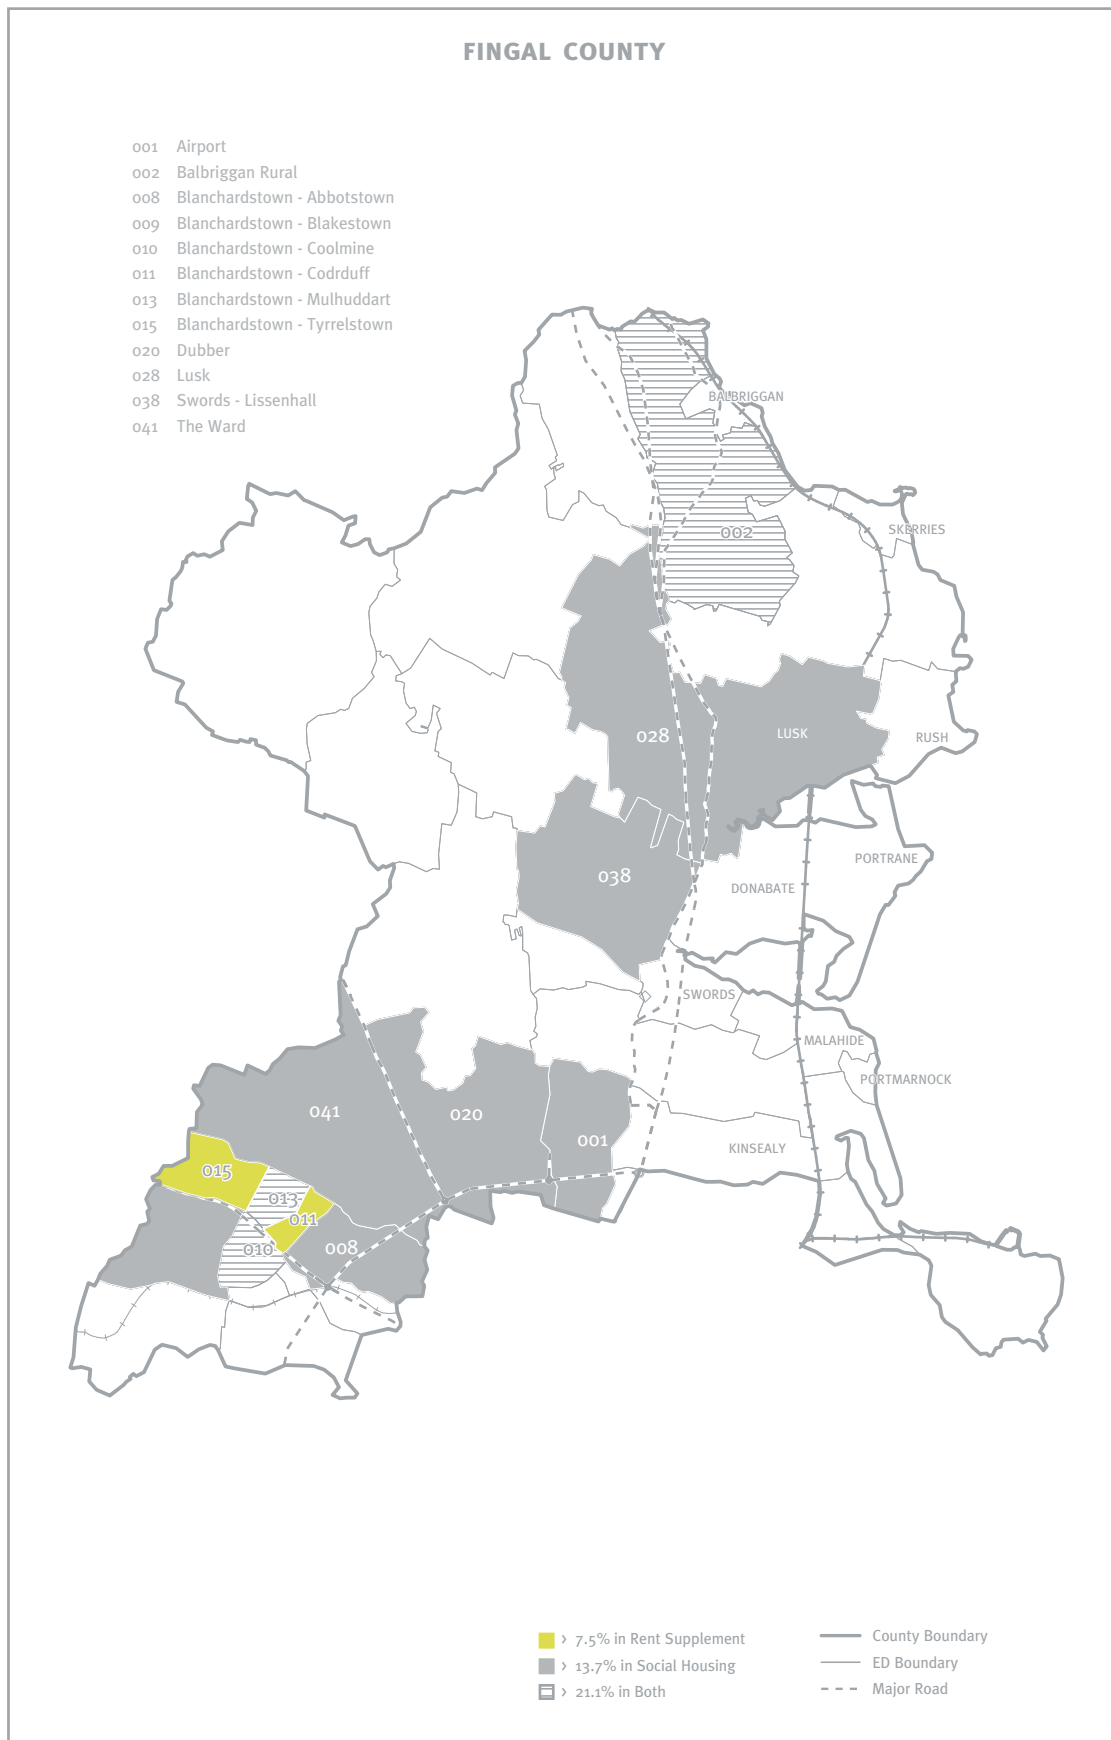 FINGAL COUNTY
001 Airport
002 Balbriggan Rural
008 Blanchardstown - Abbotstown
009 Blanchardstown - Blakestown
010 Blanchardstown - Coolmine
011 Blanchardstown - Codrduff
013 Blanchardstown - Mulhuddart
015 Blanchardstown - Tyrrelstown
020 Dubber
028 Lusk
038 Swords - Lissenhall
041 The Ward
BALBRIGGAN
SKERRIES
002
028
LUSK
RUSH
PORTRANE
038
DONABATE
SWORDS
MALAHIDE
PORTMARNOCK
041
020
001
KINSEALY
015
013
011
010
008
> 7.5% in Rent Supplement
> 13.7% in Social Housing
> 21.1% in Both
County Boundary
ED Boundary
Major Road